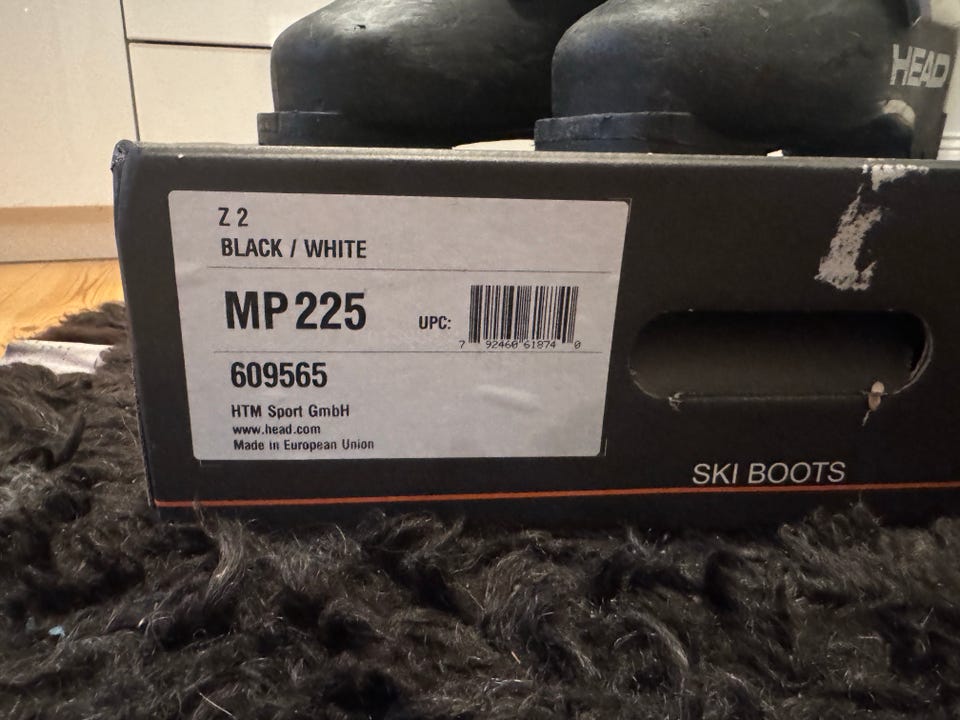 HEAD
Z 2
BLACK / WHITE
MP 225
UPC:
7 92460 61874 0
609565
HTM Sport GmbH
www.head.com
Made in European Union
SKI BOOTS